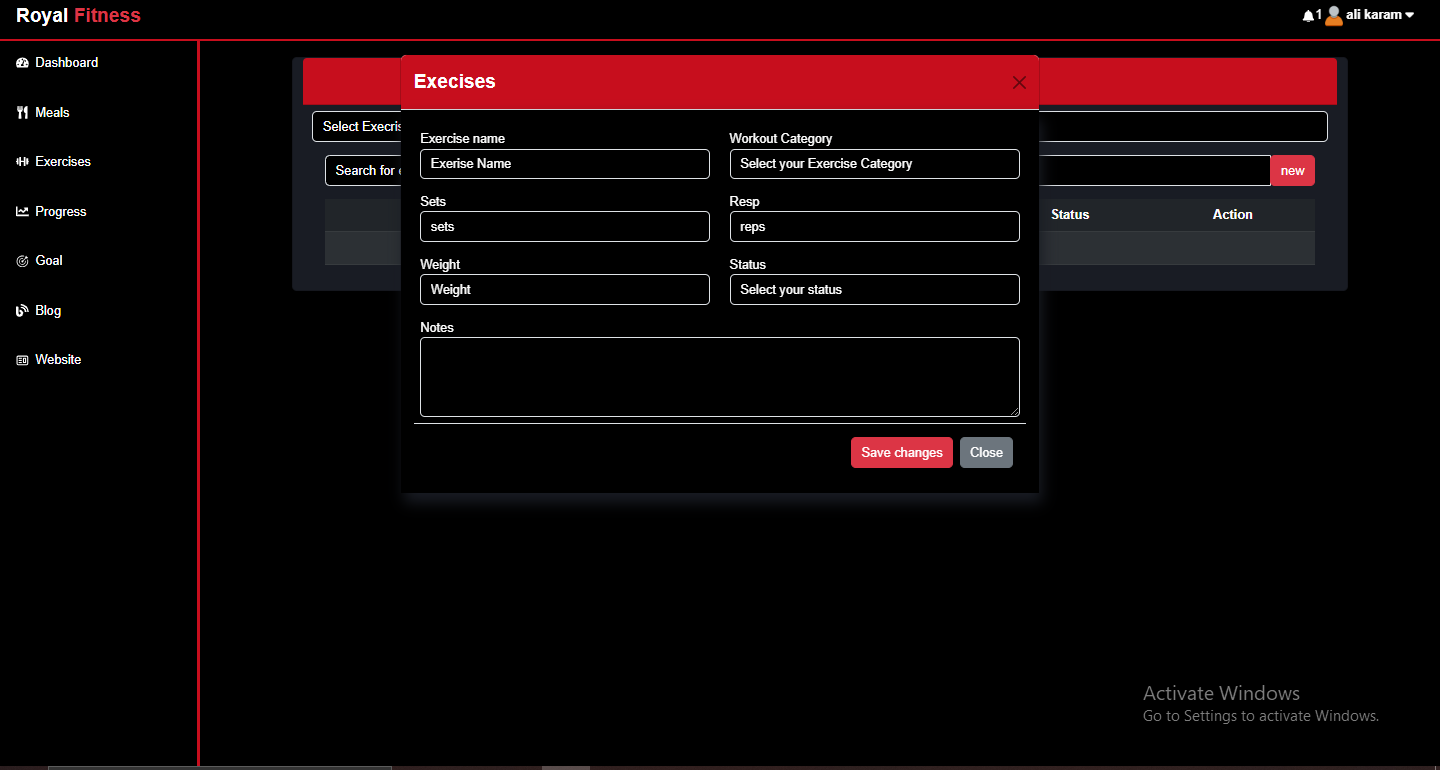 Royal Fitness
1 ali karam
Dashboard
Meals
Exercises
Progress
Goal
Blog
Website
Execises
Select Execris
Search for
new
Status
Action
Exercise name
Workout Category
Exerise Name
Select your Exercise Category
Sets
Resp
sets
reps
Weight
Status
Weight
Select your status
Notes
Save changes
Close
Activate Windows
Go to Settings to activate Windows.